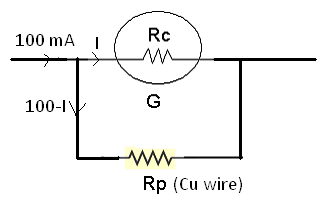 100 mA
I
Rc
G
100-I
Rp (Cu wire)